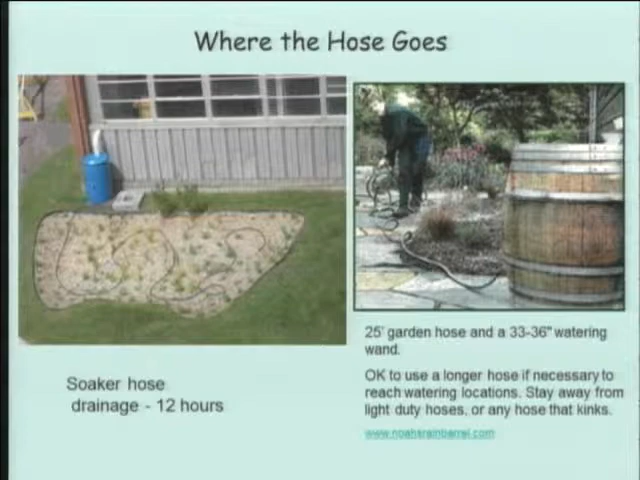 Where the Hose Goes
25' garden hose and a 33-36" watering
wand.
OK to use a longer hose if necessary to
reach watering locations. Stay away from
light duty hoses, or any hose that kinks.
www.noahsrainbarrel.com
Soaker hose
drainage - 12 hours